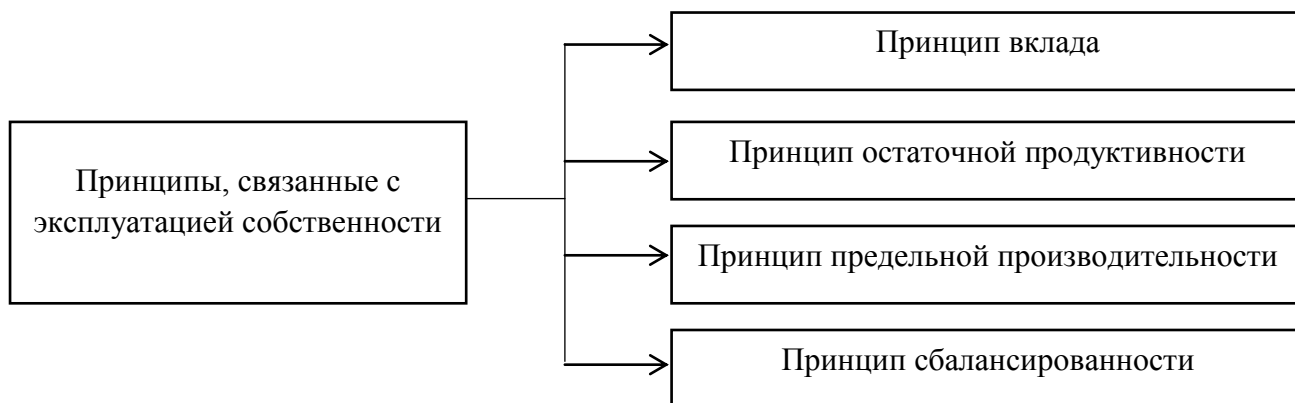 Принципы, связанные с
эксплуатацией собственности
Принцип вклада
Принцип остаточной продуктивности
Принцип предельной производительности
Принцип сбалансированности